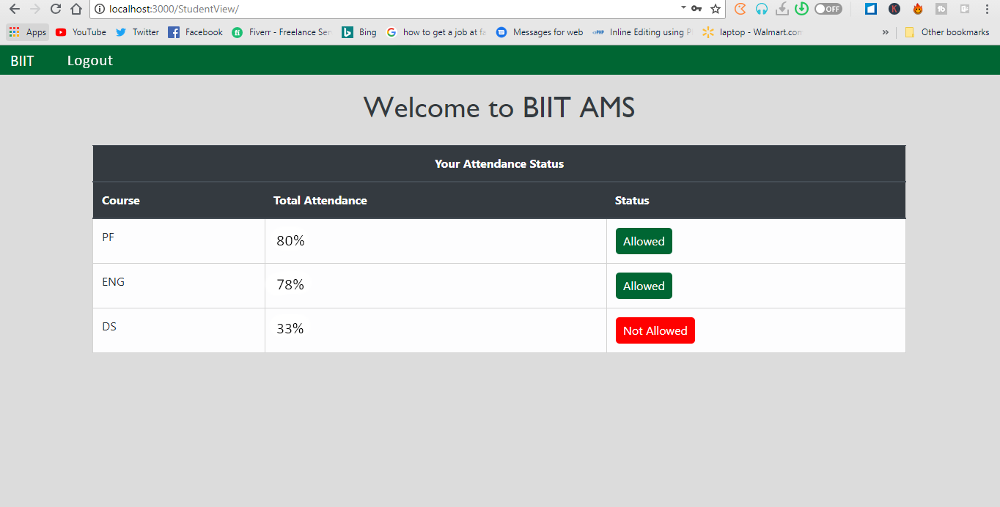 localhost:3000/StudentView/
OFF
Apps YouTube Twitter Facebook Fiverr - Freelance Ser Bing how to get a job at fa Messages for web Inline Editing using P laptop - Walmart.com » Other bookmarks
BIIT Logout
Welcome to BIIT AMS
Your Attendance Status
Course Total Attendance Status
PF 80% Allowed
ENG 78% Allowed
DS 33% Not Allowed